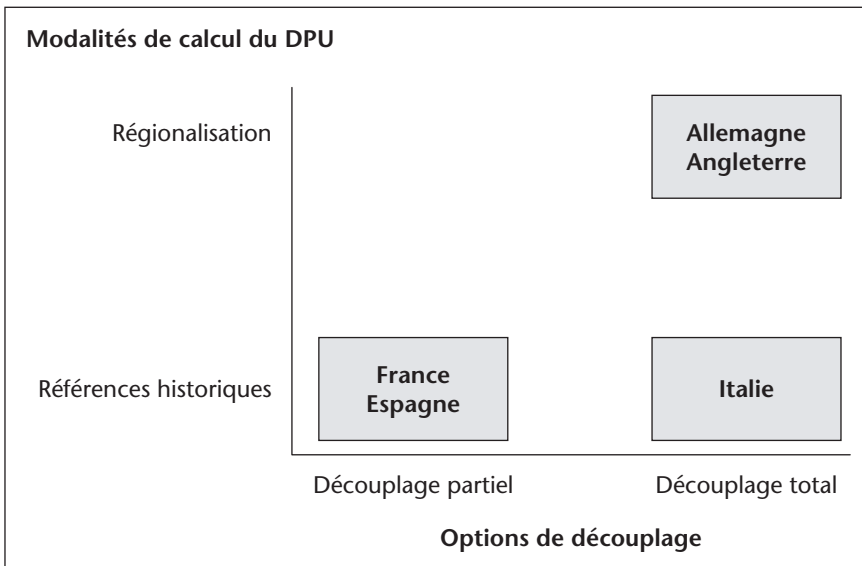 Modalités de calcul du DPU
Régionalisation
Allemagne
Angleterre
Références historiques
France
Espagne
Italie
Découplage partiel
Découplage total
Options de découplage